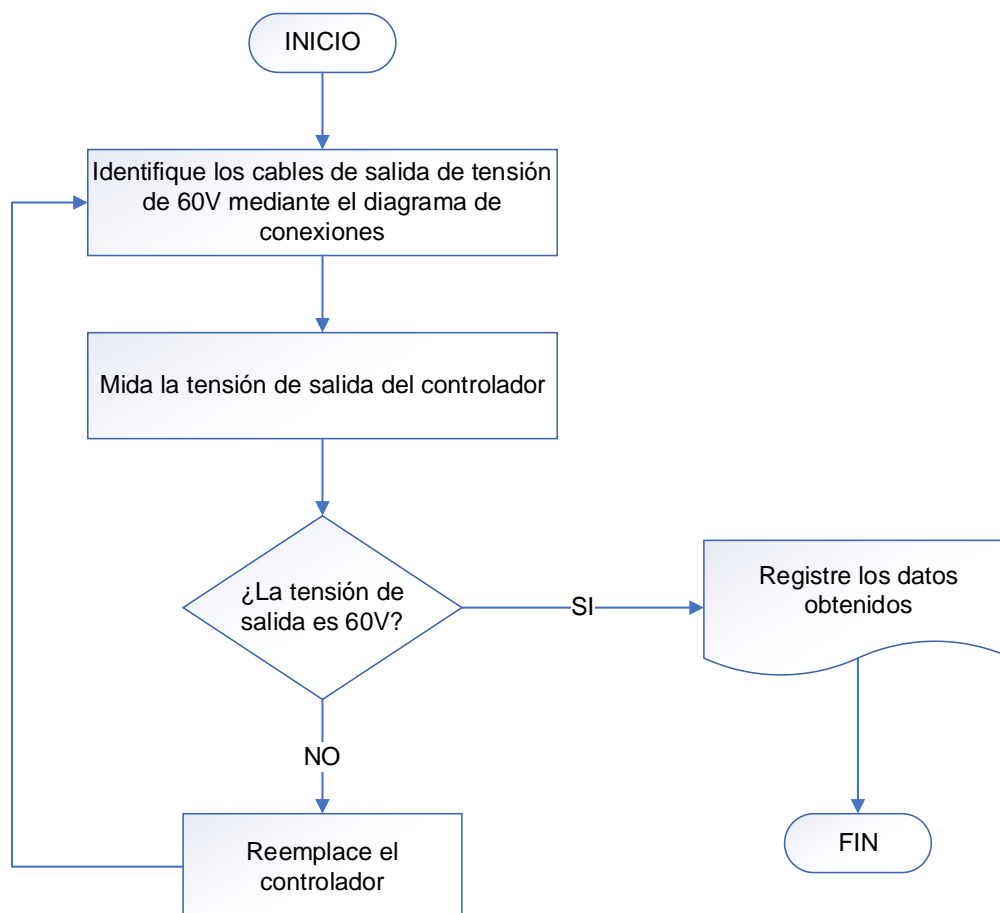 INICIO
Identifique los cables de salida de tensión
de 60V mediante el diagrama de
conexiones
Mida la tensión de salida del controlador
¿La tensión de
salida es 60V?
SI
Registre los datos
obtenidos
NO
Reemplace el
controlador
FIN